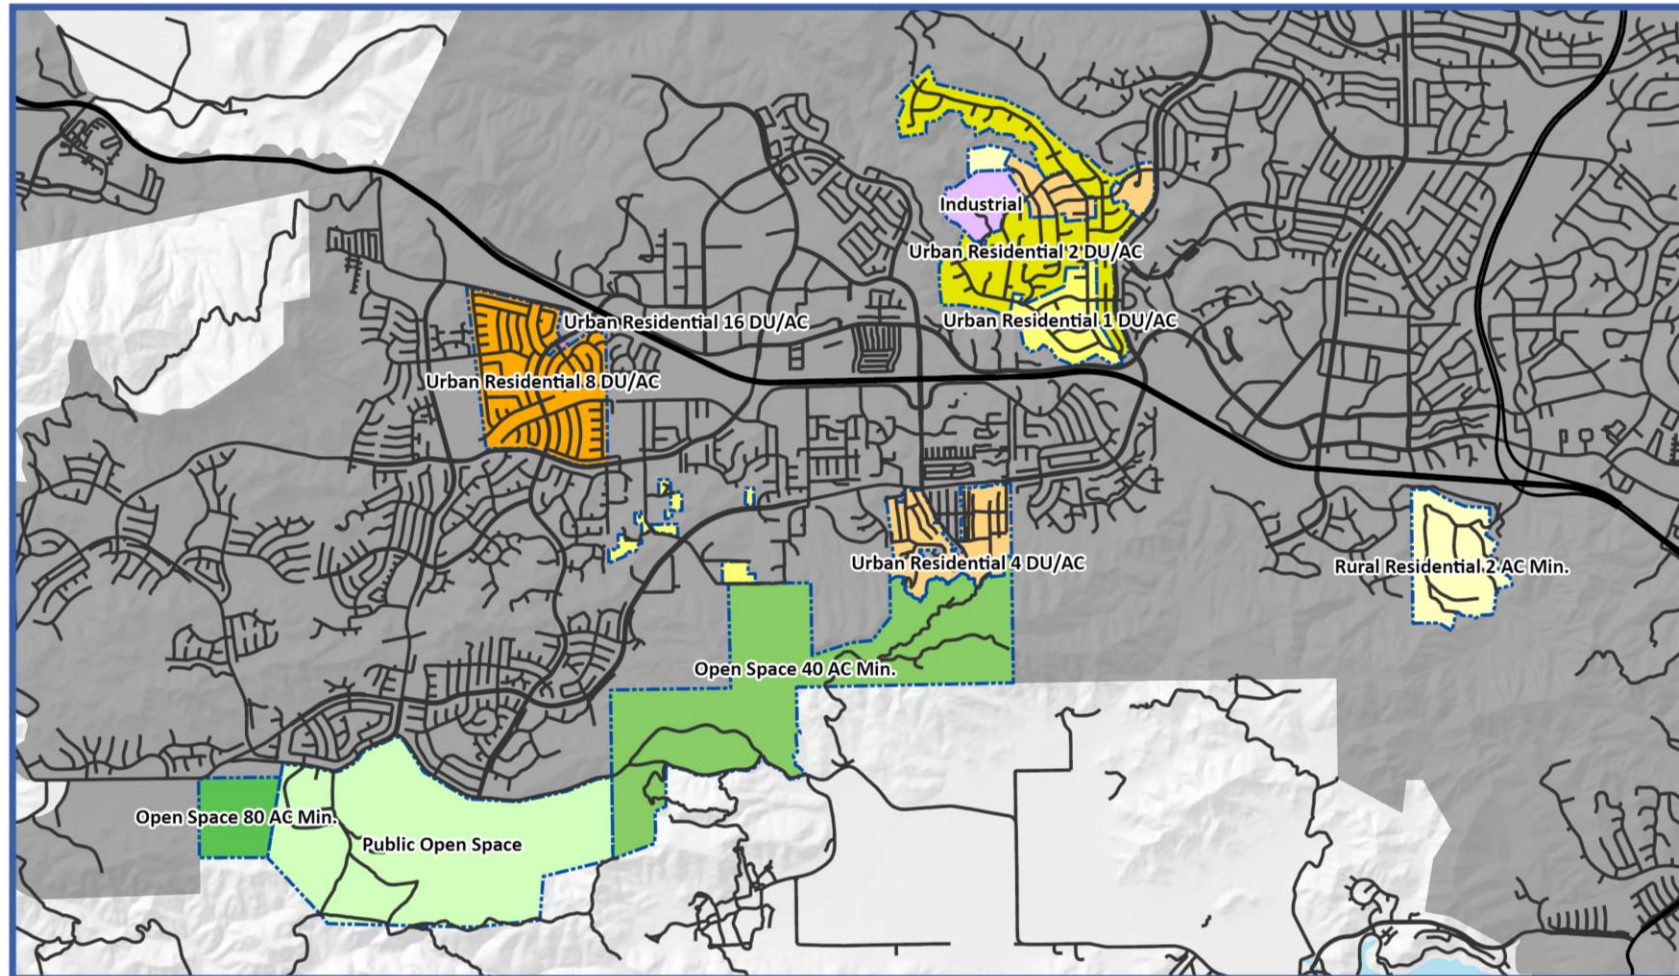 Industrial
Urban Residential 2 DU/AC
Urban Residential 16 DU/AC
Urban Residential 1 DU/AC
Urban Residential 8 DU/AC
Urban Residential 4 DU/AC
Rural Residential 2 AC Min.
Open Space 40 AC Min.
Open Space 80 AC Min.
Public Open Space